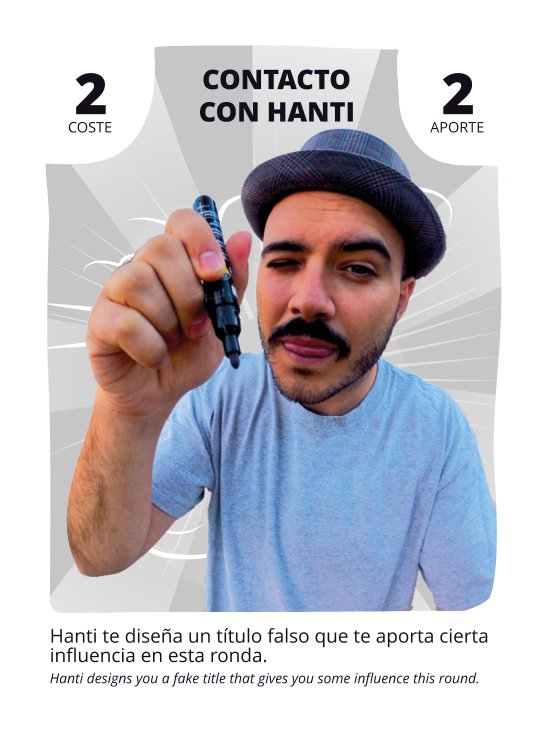 2
COSTE
CONTACTO
CON HANTI
2
APORTE
Hanti te diseña un título falso que te aporta cierta
influencia en esta ronda.
Hanti designs you a fake title that gives you some influence this round.